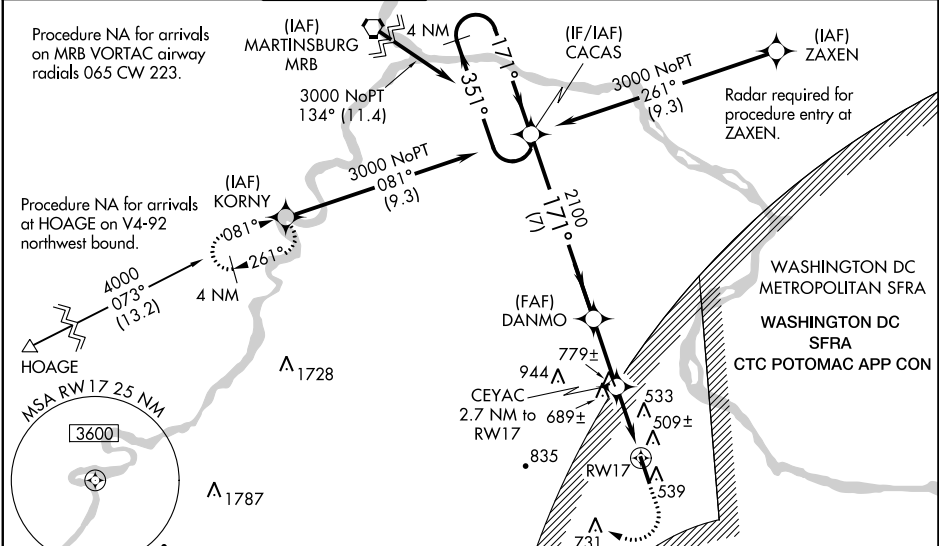 Procedure NA for arrivals
on MRB VORTAC airway
radials 065 CW 223.
(IAF)
MARTINSBURG
MRB
4 NM
3000 NoPT
134° (11.4)
171°
351°
(IF/IAF)
CACAS
(IAF)
ZAXEN
3000 NoPT
261°
(9.3)
Radar required for
procedure entry at
ZAXEN.
3000 NoPT
081°
(9.3)
(IAF)
KORNY
081°
261°
4 NM
Procedure NA for arrivals
at HOAGE on V4-92
northwest bound.
4000
073°
(13.2)
HOAGE
2100
171°
(7)
(FAF)
DANMO
WASHINGTON DC
METROPOLITAN SFRA
WASHINGTON DC
SFRA
CTC POTOMAC APP CON
1728
944
779±
CEYAC
2.7 NM to
RW17
689±
533
509±
835
RW17
539
731
MSA RW17 25 NM
3600
1787